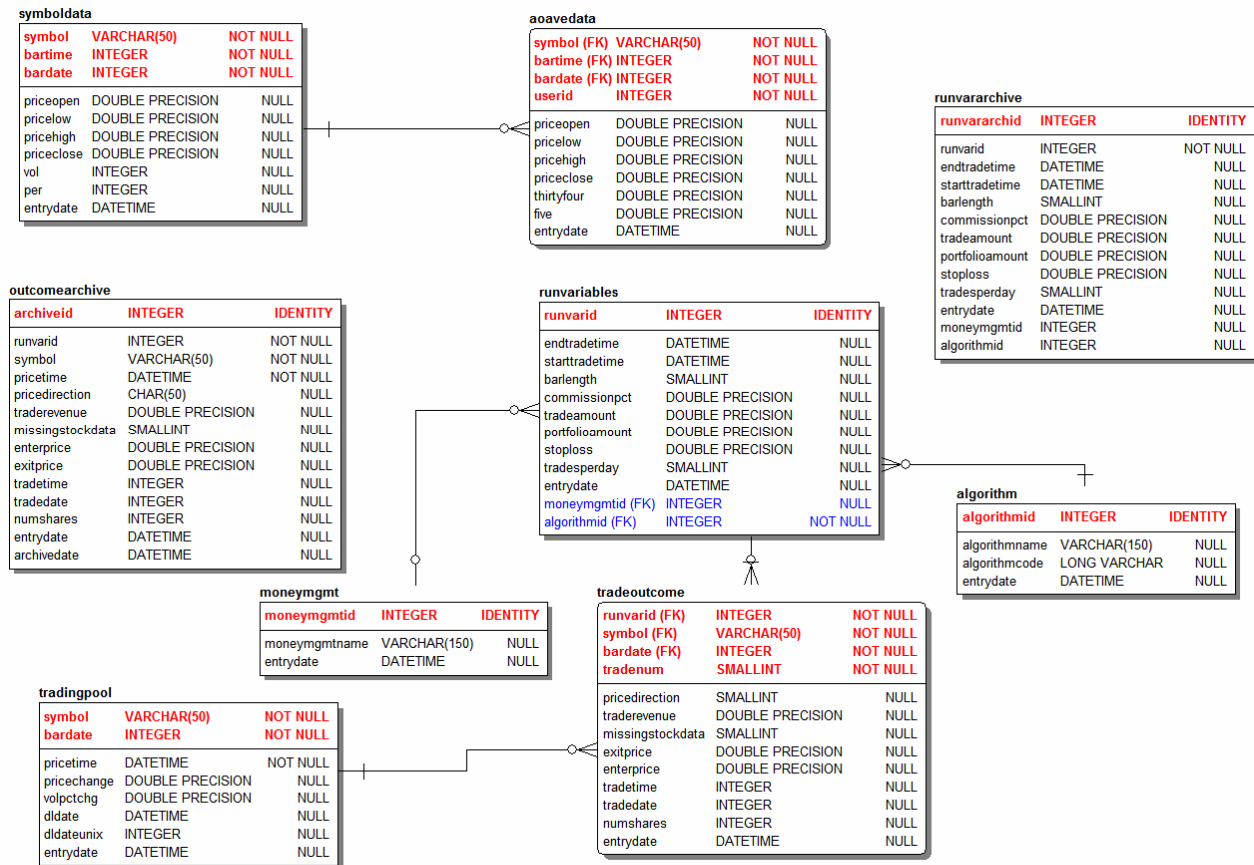 symboldata
symbol VARCHAR(50) NOT NULL
bartime INTEGER NOT NULL
bardate INTEGER NOT NULL
priceopen DOUBLE PRECISION NULL
pricelow DOUBLE PRECISION NULL
pricehigh DOUBLE PRECISION NULL
priceclose DOUBLE PRECISION NULL
vol INTEGER NULL
per INTEGER NULL
entrydate DATETIME NULL
aoavedata
symbol (FK) VARCHAR(50) NOT NULL
bartime (FK) INTEGER NOT NULL
bardate (FK) INTEGER NOT NULL
userid INTEGER NOT NULL
priceopen DOUBLE PRECISION NULL
pricelow DOUBLE PRECISION NULL
pricehigh DOUBLE PRECISION NULL
priceclose DOUBLE PRECISION NULL
thirtyfour DOUBLE PRECISION NULL
five DOUBLE PRECISION NULL
entrydate DATETIME NULL
runvararchive
runvararchid INTEGER IDENTITY
runvarid INTEGER NOT NULL
endtradetime DATETIME NULL
starttradetime DATETIME NULL
barlength SMALLINT NULL
commissionpct DOUBLE PRECISION NULL
tradeamount DOUBLE PRECISION NULL
portfolioamount DOUBLE PRECISION NULL
stoploss DOUBLE PRECISION NULL
tradesperday SMALLINT NULL
entrydate DATETIME NULL
moneymgmtid INTEGER NULL
algorithmid INTEGER NULL
outcomearchive
archiveid INTEGER IDENTITY
runvarid INTEGER NOT NULL
symbol VARCHAR(50) NOT NULL
pricetime DATETIME NOT NULL
pricedirection CHAR(50) NULL
traderevenue DOUBLE PRECISION NULL
missingstockdata SMALLINT NULL
enterprice DOUBLE PRECISION NULL
exitprice DOUBLE PRECISION NULL
tradetime INTEGER NULL
tradedate INTEGER NULL
numshares INTEGER NULL
entrydate DATETIME NULL
archivedate DATETIME NULL
runvariables
runvarid INTEGER IDENTITY
endtradetime DATETIME NULL
starttradetime DATETIME NULL
barlength SMALLINT NULL
commissionpct DOUBLE PRECISION NULL
tradeamount DOUBLE PRECISION NULL
portfolioamount DOUBLE PRECISION NULL
stoploss DOUBLE PRECISION NULL
tradesperday SMALLINT NULL
entrydate DATETIME NULL
moneymgmtid (FK) INTEGER NULL
algorithmid (FK) INTEGER NOT NULL
algorithm
algorithmid INTEGER IDENTITY
algorithmname VARCHAR(150) NULL
algorithmcode LONG VARCHAR NULL
entrydate DATETIME NULL
moneymgmt
moneymgmtid INTEGER IDENTITY
moneymgmtname VARCHAR(150) NULL
entrydate DATETIME NULL
tradeoutcome
runvarid (FK) INTEGER NOT NULL
symbol (FK) VARCHAR(50) NOT NULL
bardate (FK) INTEGER NOT NULL
tradenum SMALLINT NOT NULL
pricedirection SMALLINT NULL
traderevenue DOUBLE PRECISION NULL
missingstockdata SMALLINT NULL
exitprice DOUBLE PRECISION NULL
enterprice DOUBLE PRECISION NULL
tradetime INTEGER NULL
tradedate INTEGER NULL
numshares INTEGER NULL
entrydate DATETIME NULL
tradingpool
symbol VARCHAR(50) NOT NULL
bardate INTEGER NOT NULL
pricetime DATETIME NOT NULL
pricechange DOUBLE PRECISION NULL
volpctchg DOUBLE PRECISION NULL
dldate DATETIME NULL
dldateunix INTEGER NULL
entrydate DATETIME NULL